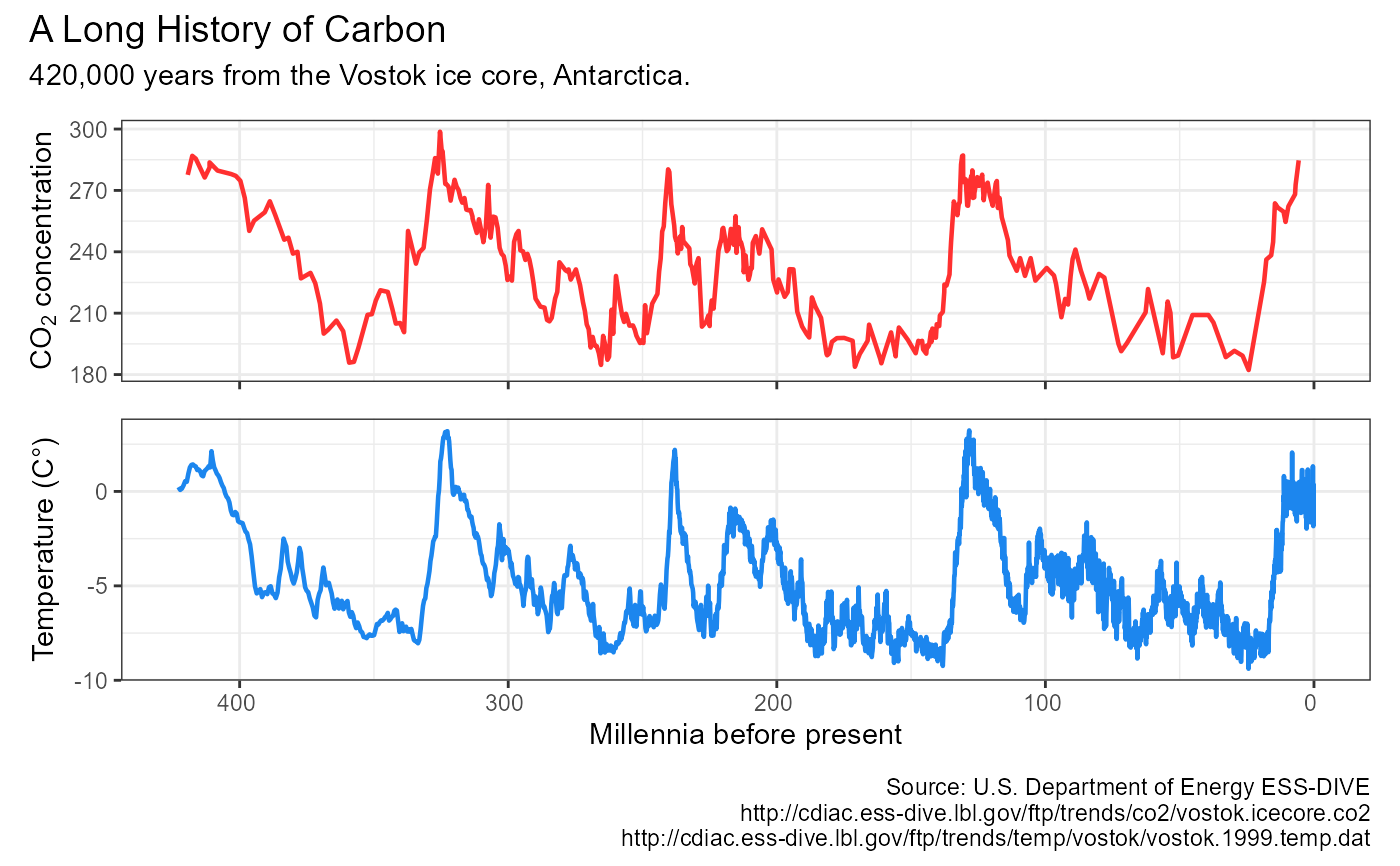 A Long History of Carbon
420,000 years from the Vostok ice core, Antarctica.
CO₂ concentration
300
270
240
210
180
Temperature (C°)
0
-5
-10
400
300
200
100
0
Millennia before present
Source: U.S. Department of Energy ESS-DIVE
http://cdiac.ess-dive.lbl.gov/ftp/trends/co2/vostok.icecore.co2
http://cdiac.ess-dive.lbl.gov/ftp/trends/temp/vostok/vostok.1999.temp.dat